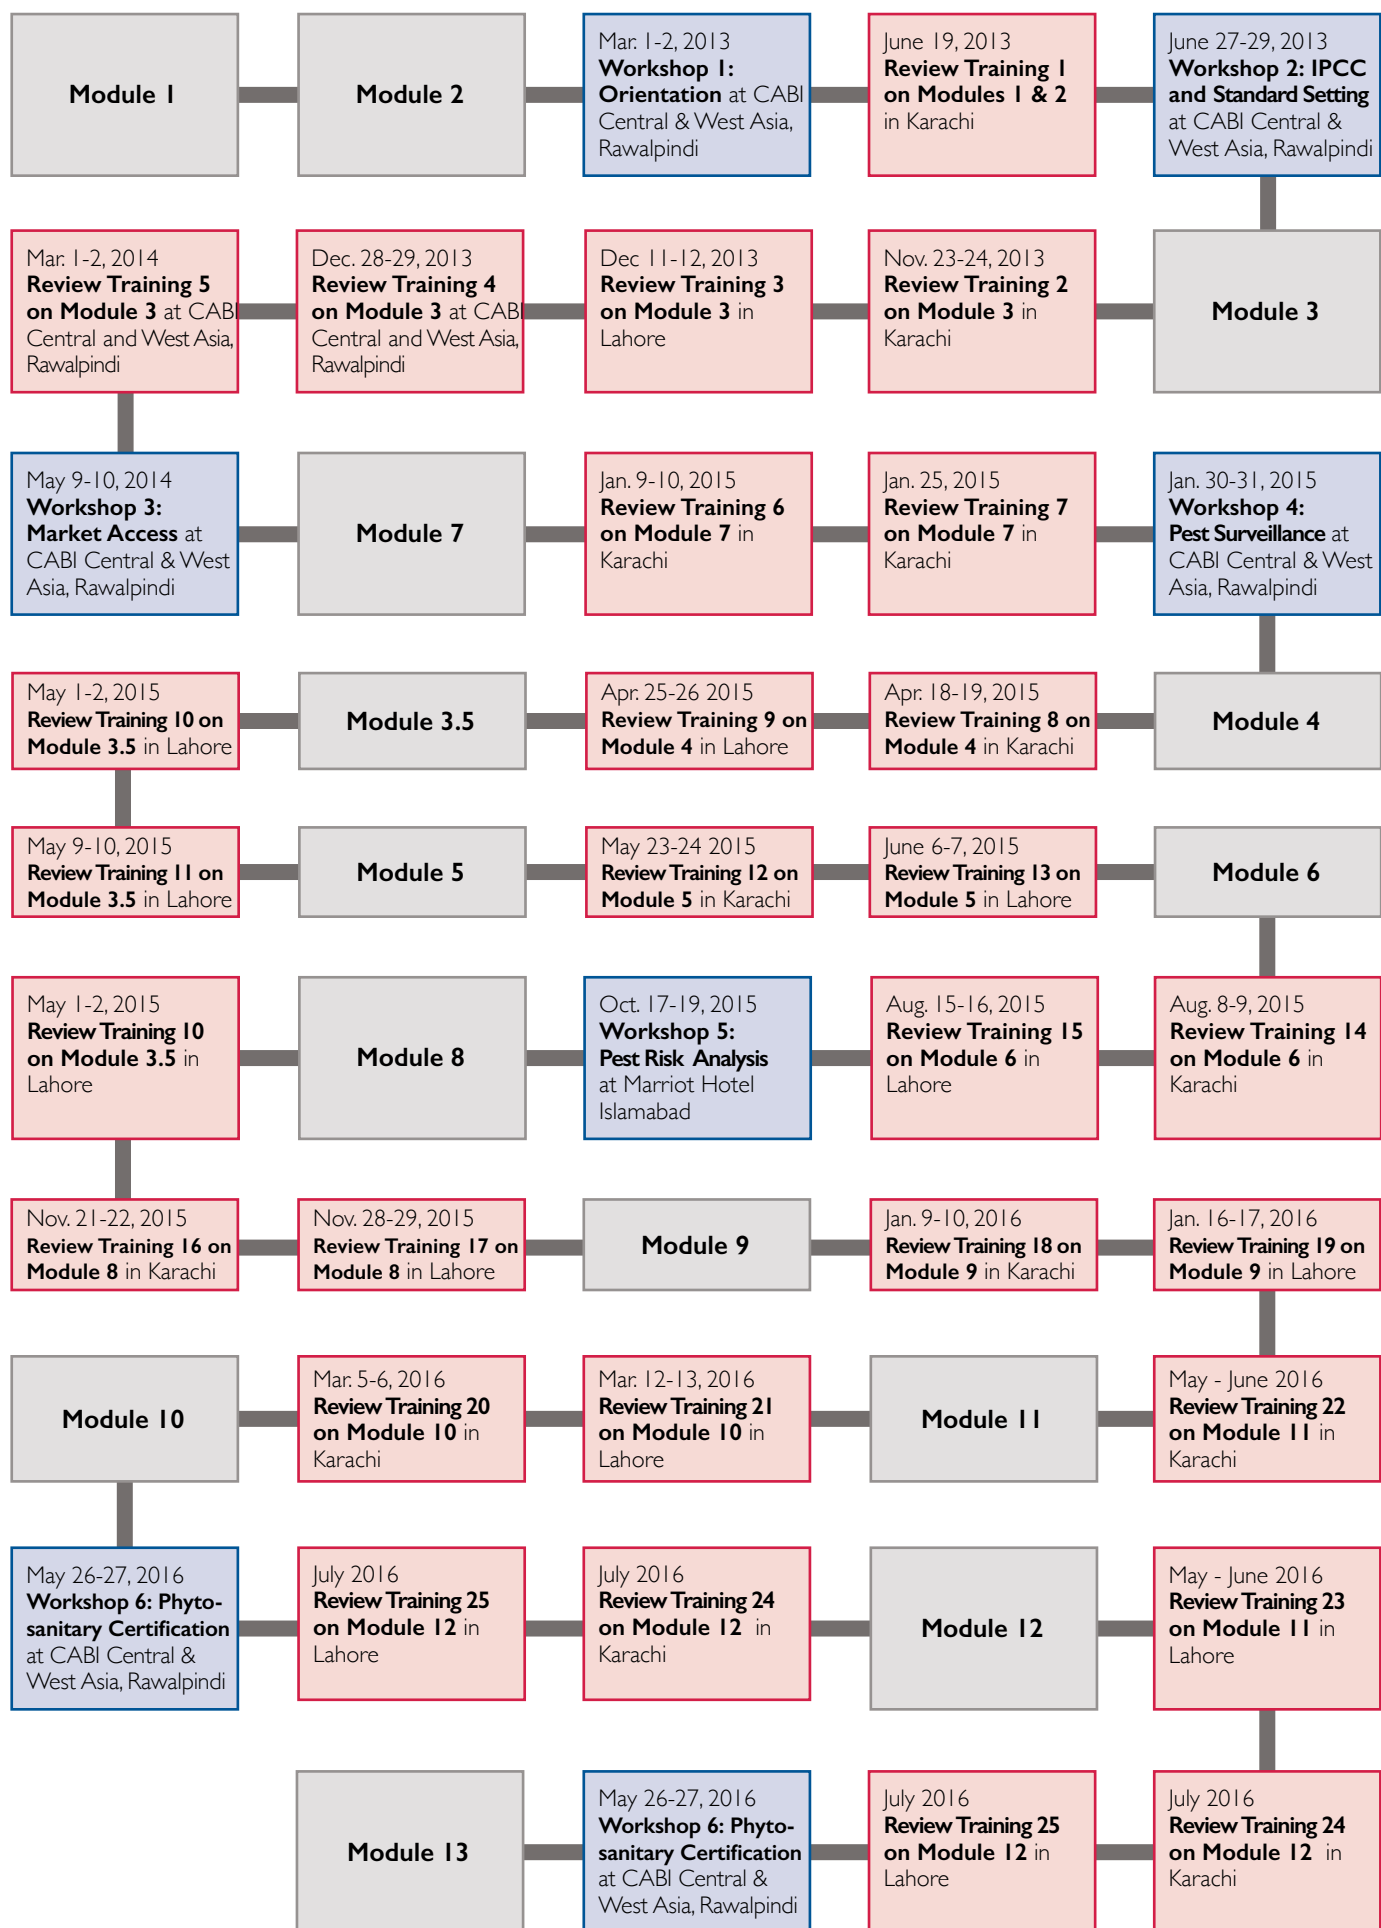 Module 1
Module 2
Mar. 1-2, 2013
Workshop 1:
Orientation at CABI
Central & West Asia,
Rawalpindi
June 19, 2013
Review Training 1
on Modules 1 & 2
in Karachi
June 27-29, 2013
Workshop 2: IPCC
and Standard Setting
at CABI Central &
West Asia, Rawalpindi
Mar. 1-2, 2014
Review Training 5
on Module 3 at CABI
Central and West Asia,
Rawalpindi
Dec. 28-29, 2013
Review Training 4
on Module 3 at CABI
Central and West Asia,
Rawalpindi
Dec 11-12, 2013
Review Training 3
on Module 3 in
Lahore
Nov. 23-24, 2013
Review Training 2
on Module 3 in
Karachi
Module 3
May 9-10, 2014
Workshop 3:
Market Access at
CABI Central & West
Asia, Rawalpindi
Module 7
Jan. 9-10, 2015
Review Training 6
on Module 7 in
Karachi
Jan. 25, 2015
Review Training 7
on Module 7 in
Karachi
Jan. 30-31, 2015
Workshop 4:
Pest Surveillance at
CABI Central & West
Asia, Rawalpindi
May 1-2, 2015
Review Training 10 on
Module 3.5 in Lahore
Module 3.5
Apr. 25-26 2015
Review Training 9 on
Module 4 in Lahore
Apr. 18-19, 2015
Review Training 8 on
Module 4 in Karachi
Module 4
May 9-10, 2015
Review Training 11 on
Module 3.5 in Lahore
Module 5
May 23-24 2015
Review Training 12 on
Module 5 in Karachi
June 6-7, 2015
Review Training 13 on
Module 5 in Lahore
Module 6
May 1-2, 2015
Review Training 10
on Module 3.5 in
Lahore
Module 8
Oct. 17-19, 2015
Workshop 5:
Pest Risk Analysis
at Marriot Hotel
Islamabad
Aug. 15-16, 2015
Review Training 15
on Module 6 in
Lahore
Aug. 8-9, 2015
Review Training 14
on Module 6 in
Karachi
Nov. 21-22, 2015
Review Training 16 on
Module 8 in Karachi
Nov. 28-29, 2015
Review Training 17 on
Module 8 in Lahore
Module 9
Jan. 9-10, 2016
Review Training 18 on
Module 9 in Karachi
Jan. 16-17, 2016
Review Training 19 on
Module 9 in Lahore
Module 10
Mar. 5-6, 2016
Review Training 20
on Module 10 in
Karachi
Mar. 12-13, 2016
Review Training 21
on Module 10 in
Lahore
Module 11
May - June 2016
Review Training 22
on Module 11 in
Karachi
May 26-27, 2016
Workshop 6: Phyto-
sanitary Certification
at CABI Central &
West Asia, Rawalpindi
July 2016
Review Training 25
on Module 12 in
Lahore
July 2016
Review Training 24
on Module 12 in
Karachi
Module 12
May - June 2016
Review Training 23
on Module 11 in
Lahore
Module 13
May 26-27, 2016
Workshop 6: Phyto-
sanitary Certification
at CABI Central &
West Asia, Rawalpindi
July 2016
Review Training 25
on Module 12 in
Lahore
July 2016
Review Training 24
on Module 12 in
Karachi